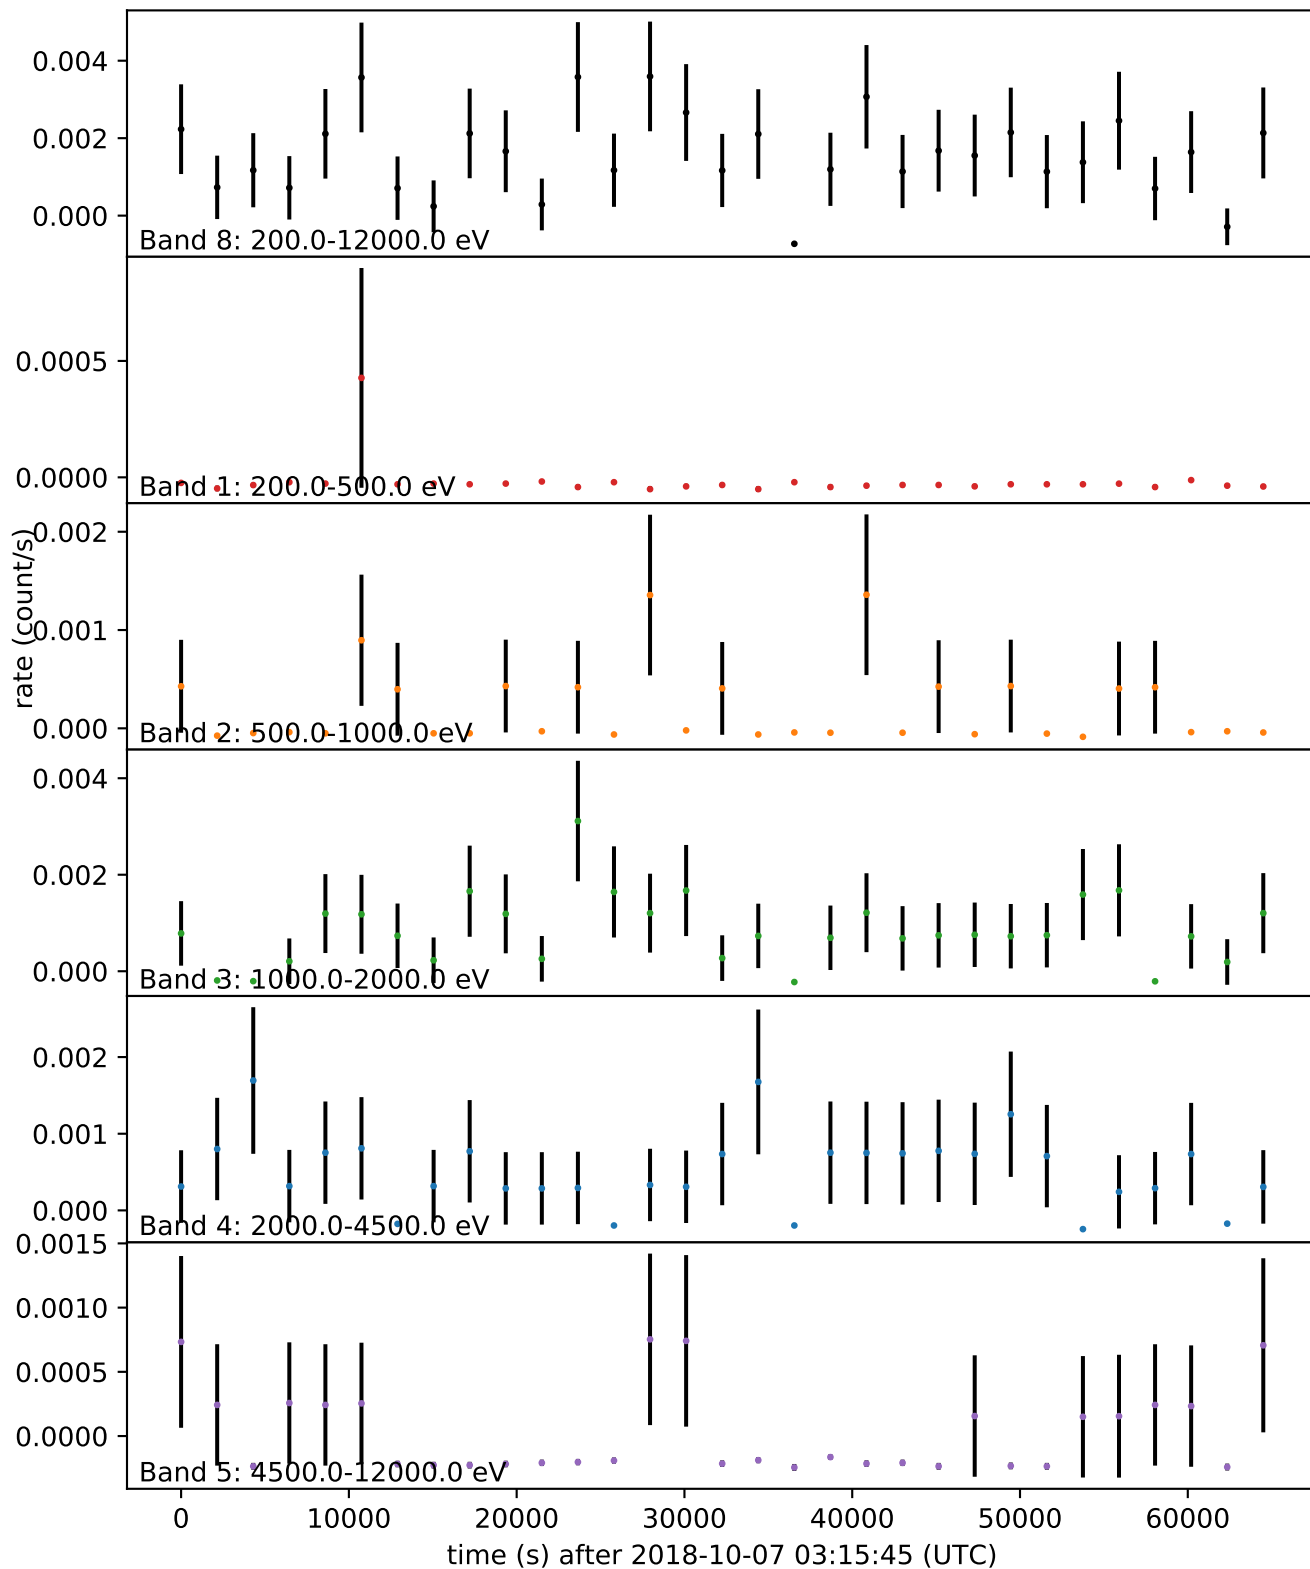 0.004
0.002
0.000
Band 8: 200.0-12000.0 eV
0.0005
0.0000
Band 1: 200.0-500.0 eV
rate (count/s)
0.002
0.001
0.000
Band 2: 500.0-1000.0 eV
0.004
0.002
0.000
Band 3: 1000.0-2000.0 eV
0.002
0.001
0.000
Band 4: 2000.0-4500.0 eV
0.0015
0.0010
0.0005
0.0000
Band 5: 4500.0-12000.0 eV
0 10000 20000 30000 40000 50000 60000
time (s) after 2018-10-07 03:15:45 (UTC)